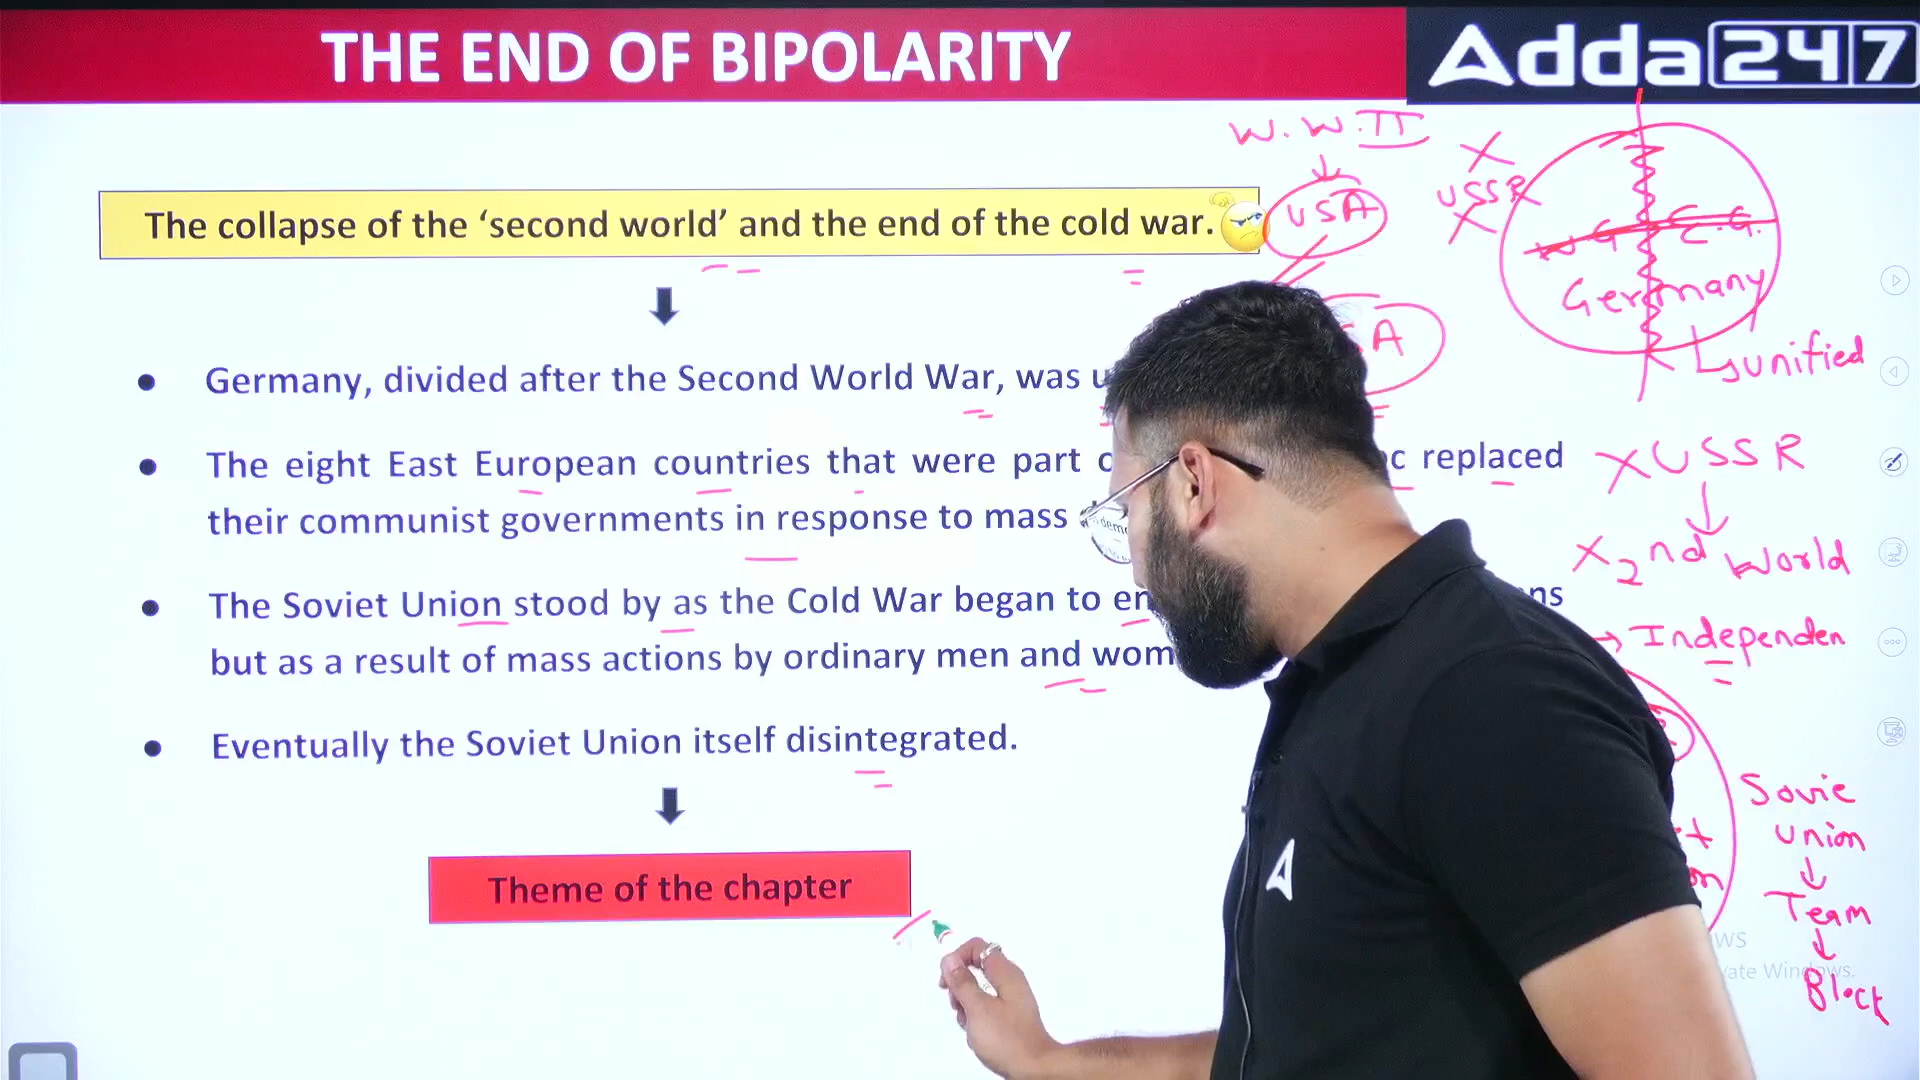 THE END OF BIPOLARITY
Adda247
W.W.II
USSR
USA
W G E.G.
Germany
unified
The collapse of the ‘second world’ and the end of the cold war.
Germany, divided after the Second World War, was
The eight East European countries that were part replaced
their communist governments in response to mass
The Soviet Union stood by as the Cold War began to
but as a result of mass actions by ordinary men and
Eventually the Soviet Union itself disintegrated.
Theme of the chapter
USSR
2nd World
Independen
Sovie
union
Team
Block